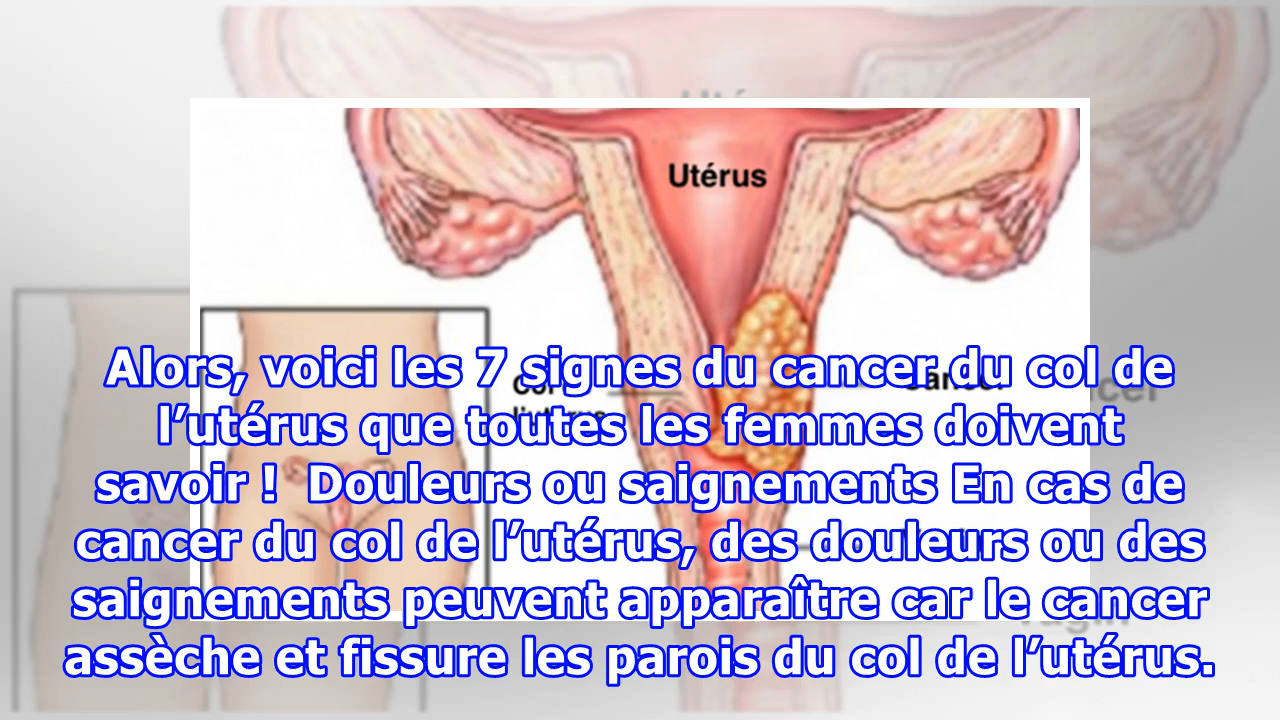 Utérus
Alors, voici les 7 signes du cancer du col de
l’utérus que toutes les femmes doivent
savoir ! Douleurs ou saignements En cas de
cancer du col de l’utérus, des douleurs ou des
saignements peuvent apparaître car le cancer
assèche et fissure les parois du col de l’utérus.